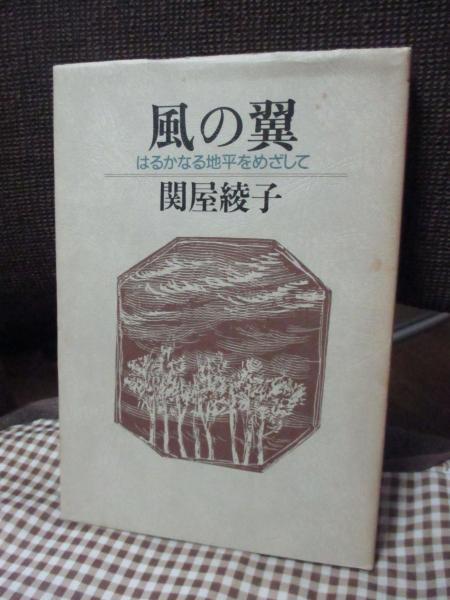 風の翼
はるかなる地平をめざして
関屋綾子